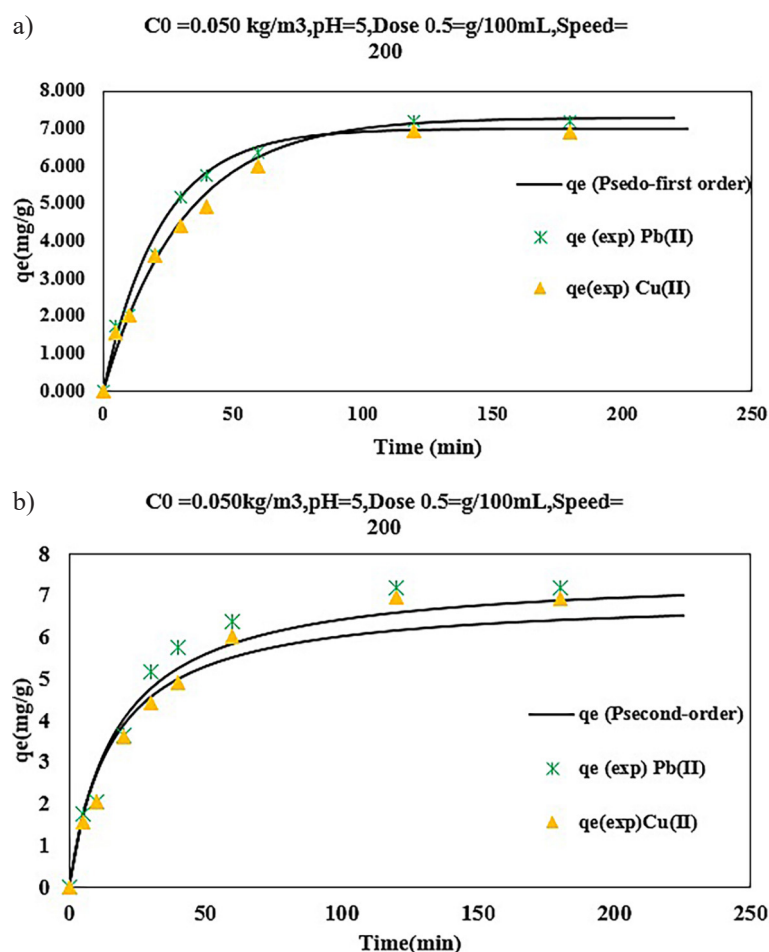 a)
C0 =0.050 kg/m3,pH=5,Dose 0.5=g/100mL,Speed=
200
8.000
7.000
6.000
5.000
4.000
3.000
2.000
1.000
0.000
qe(mg/g)
qe (Psedo-first order)
qe (exp) Pb(II)
qe(exp) Cu(II)
0 50 100 150 200 250
Time (min)
b)
C0 =0.050kg/m3,pH=5,Dose 0.5=g/100mL,Speed=
200
8
7
6
5
4
3
2
1
0
qe(mg/g)
qe (Psecond-order)
qe (exp) Pb(II)
qe(exp)Cu(II)
0 50 100 150 200 250
Time(min)